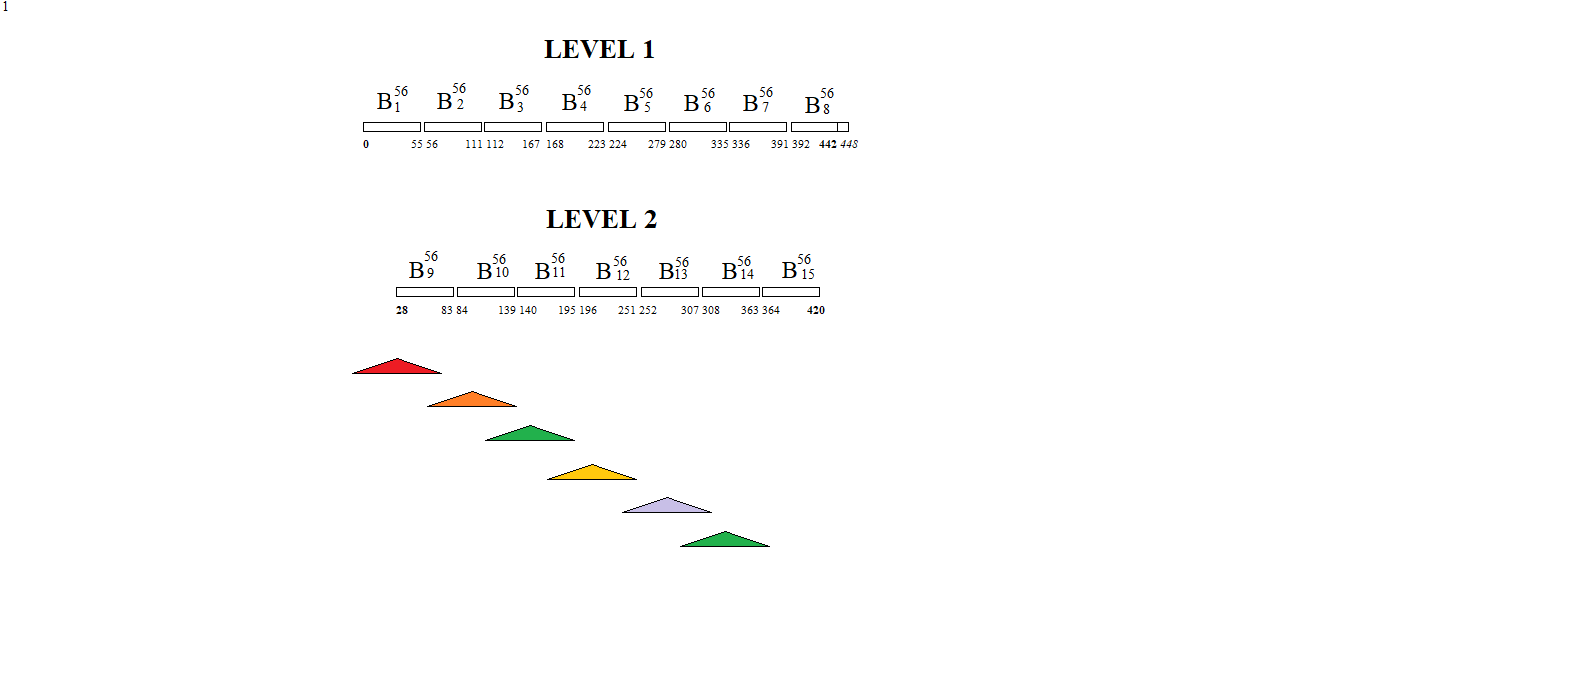 1
LEVEL 1
B₁⁵⁶ B₂⁵⁶ B₃⁵⁶ B₄⁵⁶ B₅⁵⁶ B₆⁵⁶ B₇⁵⁶ B₈⁵⁶
0 55 56 111 112 167 168 223 224 279 280 335 336 391 392 442 448
LEVEL 2
B₉⁵⁶ B₁₀⁵⁶ B₁₁⁵⁶ B₁₂⁵⁶ B₁₃⁵⁶ B₁₄⁵⁶ B₁₅⁵⁶
28 83 84 139 140 195 196 251 252 307 308 363 364 420